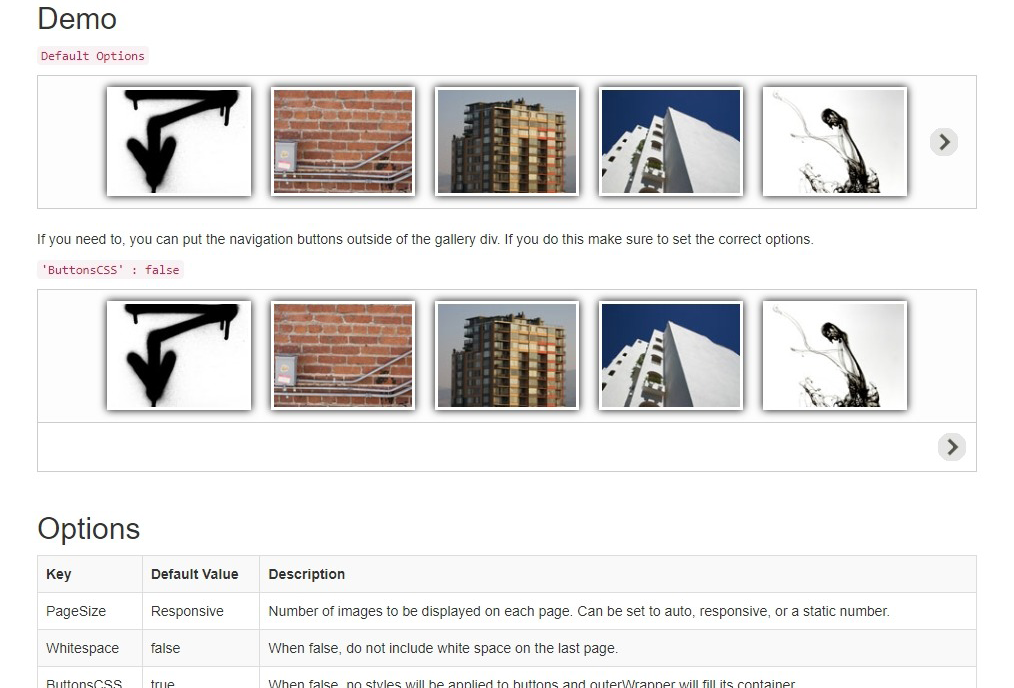 Demo
Default Options
If you need to, you can put the navigation buttons outside of the gallery div. If you do this make sure to set the correct options.
'ButtonsCSS' : false
Options
Key Default Value Description
PageSize Responsive Number of images to be displayed on each page. Can be set to auto, responsive, or a static number.
Whitespace false When false, do not include white space on the last page.
ButtonsCSS true When false, no styles will be applied to buttons and outerWrapper will fill its container.